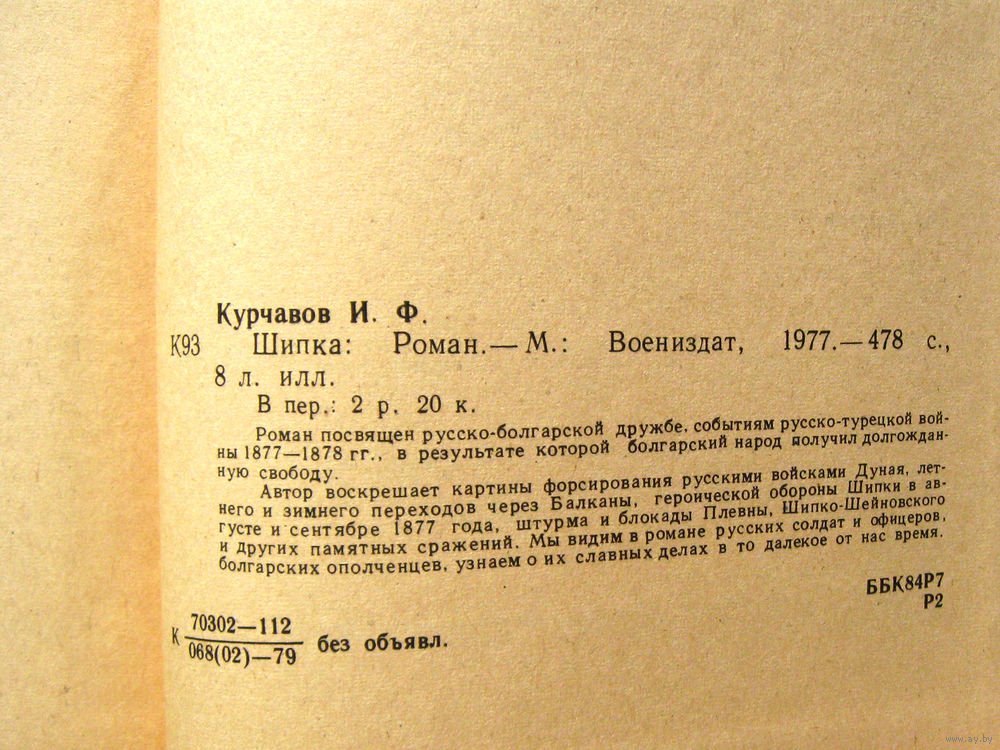 Курчавов И. Ф.
К93 Шипка: Роман.— М.: Воениздат, 1977.— 478 с.,
8 л. илл.
В пер.: 2 р. 20 к.
Роман посвящен русско-болгарской дружбе, событиям русско-турецкой вой-
ны 1877—1878 гг., в результате которой болгарский народ получил долгождан-
ную свободу.
Автор воскрешает картины форсирования русскими войсками Дуная, лет-
него и зимнего переходов через Балканы, героической обороны Шипки в ав-
густе и сентябре 1877 года, штурма и блокады Плевны, Шипко-Шейновского
и других памятных сражений. Мы видим в романе русских солдат и офицеров,
болгарских ополченцев, узнаем о их славных делах в то далекое от нас время.
ББК84Р7
Р2
К 70302—112
068(02)—79 без объявл.
www.ay.by